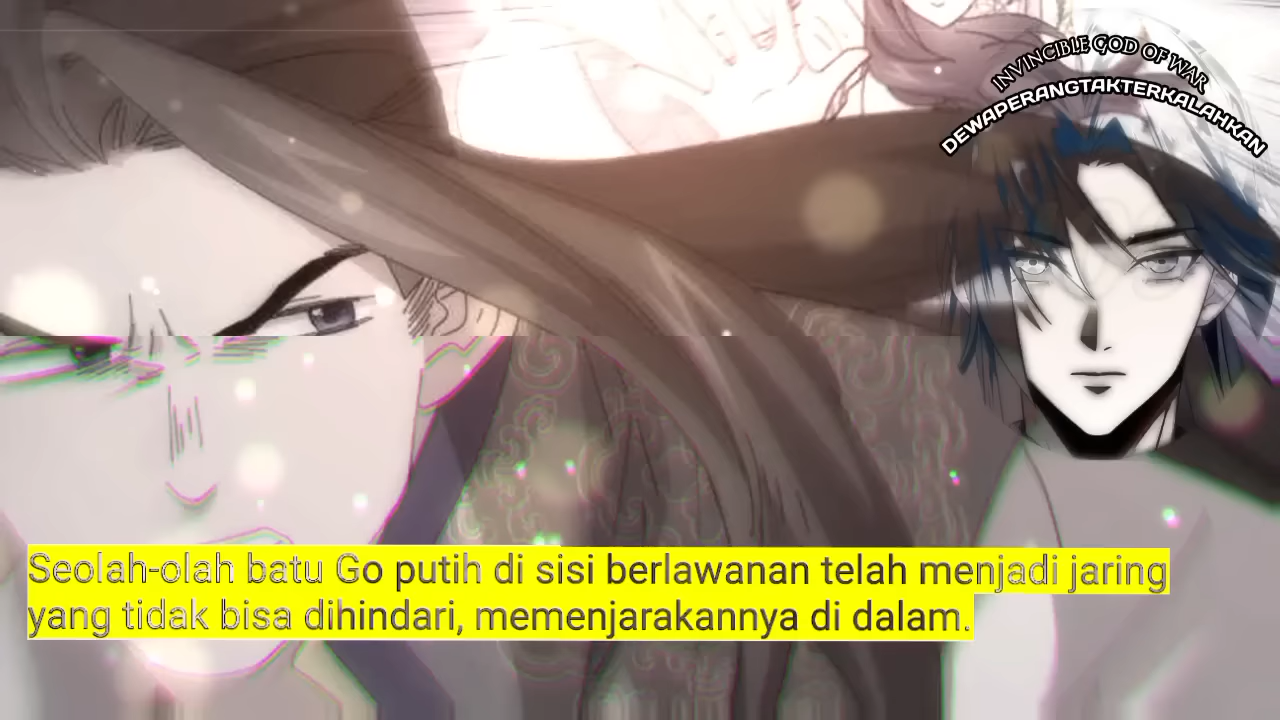 INVINCIBLE GOD OF WAR
DEWAPERANGTAKTERKALAHKAN
Seolah-olah batu Go putih di sisi berlawanan telah menjadi jaring
yang tidak bisa dihindari, memenjarakannya di dalam.